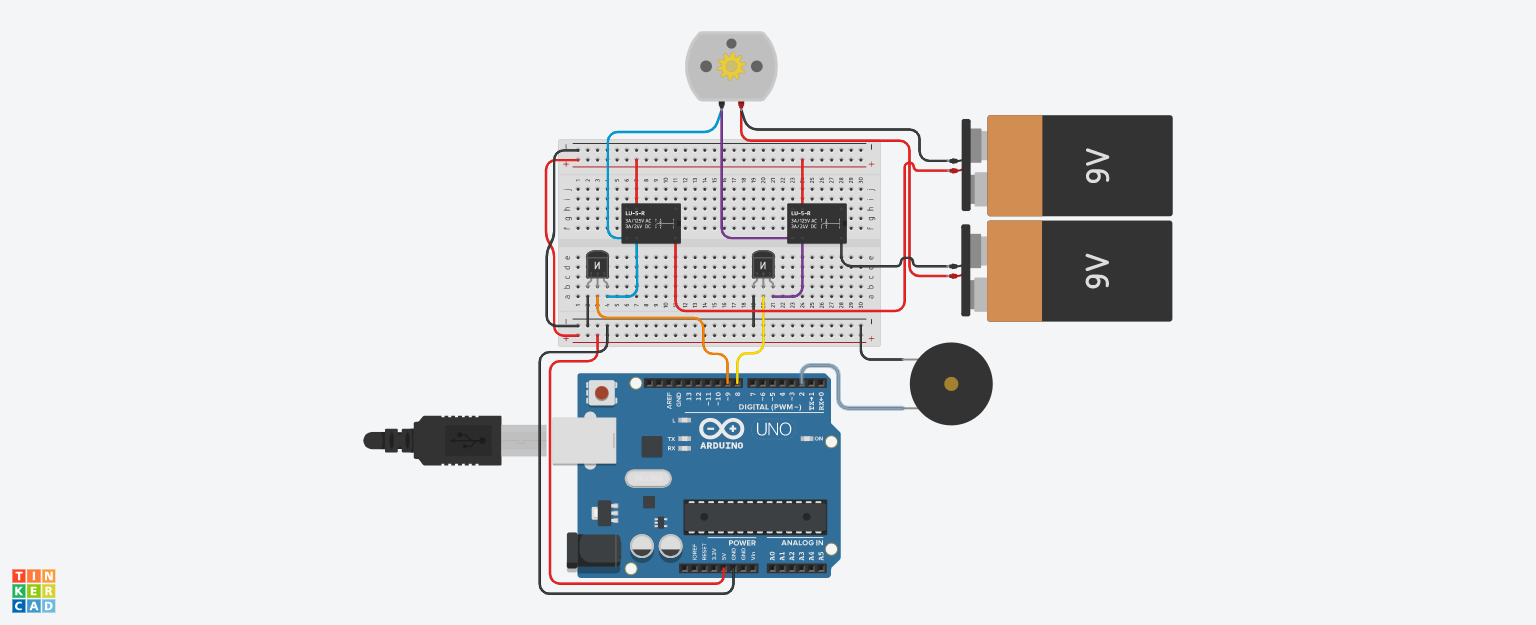 9V
9V
LU-5-R
3A/125V AC
3A/24V DC
LU-5-R
3A/125V AC
3A/24V DC
N
N
AREF
GND
13
12
~11
~10
~9
8
7
~6
~5
4
~3
2
TX→1
RX←0
DIGITAL (PWM~)
L
TX
RX
ARDUINO
UNO
ON
POWER
ANALOG IN
IOREF
RESET
3.3V
5V
GND
GND
Vin
A0
A1
A2
A3
A4
A5
TIN
KER
CAD